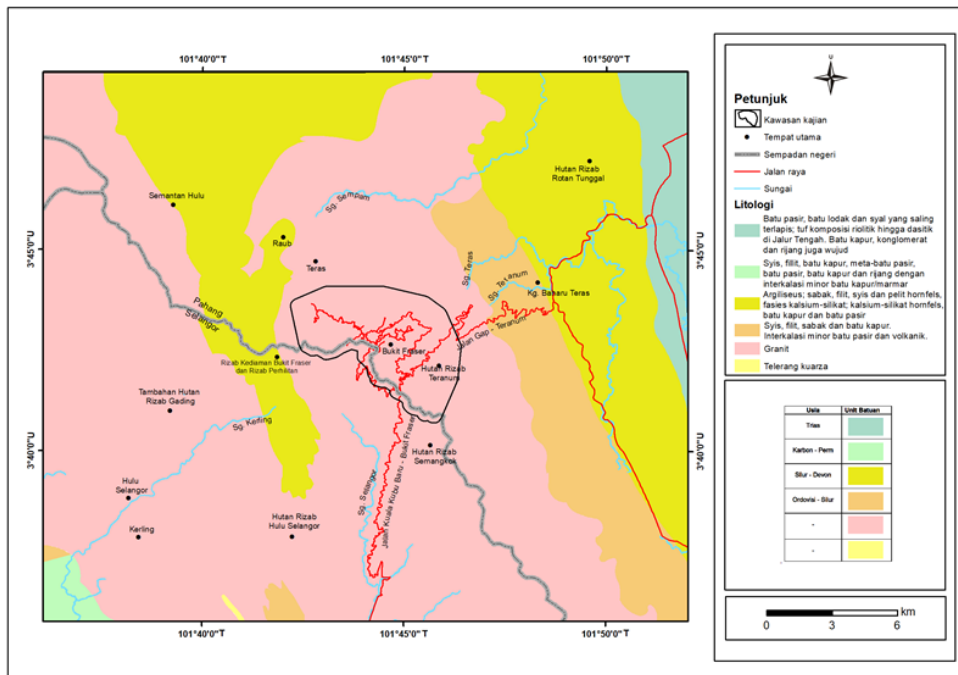 101°40'0"T
101°45'0"T
101°50'0"T
3°45'0"U
3°40'0"U
3°45'0"U
3°40'0"U
101°40'0"T
101°45'0"T
101°50'0"T
Semantan Hulu
Raub
Teras
Sg. Sempam
Hutan Rizab
Rotan Tunggal
Sg. Teras
Sg. Teranum
Kg. Baharu Teras
Jalan Gap - Teranum
Pahang
Selangor
Bukit Fraser
Hutan Rizab
Teranum
Rizab Kediaman Bukit Fraser
dan Rizab Perhilitan
Tambahan Hutan
Rizab Gading
Sg. Kerling
Hulu
Selangor
Kerling
Hutan Rizab
Hulu Selangor
Sg. Selangor
Jalan Kuala Kubu Baru - Bukit Fraser
Hutan Rizab
Semangkok
U
Petunjuk
Kawasan kajian
Tempat utama
Sempadan negeri
Jalan raya
Sungai
Litologi
Batu pasir, batu lodak dan syal yang saling
terlapis; tuf komposisi riolitik hingga dasitik
di Jalur Tengah. Batu kapur, konglomerat
dan rijang juga wujud
Syis, filit, batu kapur, meta-batu pasir,
batu pasir, batu kapur dan rijang dengan
interkalasi minor batu kapur/marmar
Argiliseus; sabak, filit, syis dan pelit hornfels,
fasies kalsium-silikat; kalsium-silikat hornfels,
batu kapur dan batu pasir
Syis, filit, sabak dan batu kapur.
Interkalasi minor batu pasir dan volkanik.
Granit
Telerang kuarza
Usia Unit Batuan
Trias
Karbon - Perm
Silur - Devon
Ordovisi - Silur
-
-
km
0 3 6